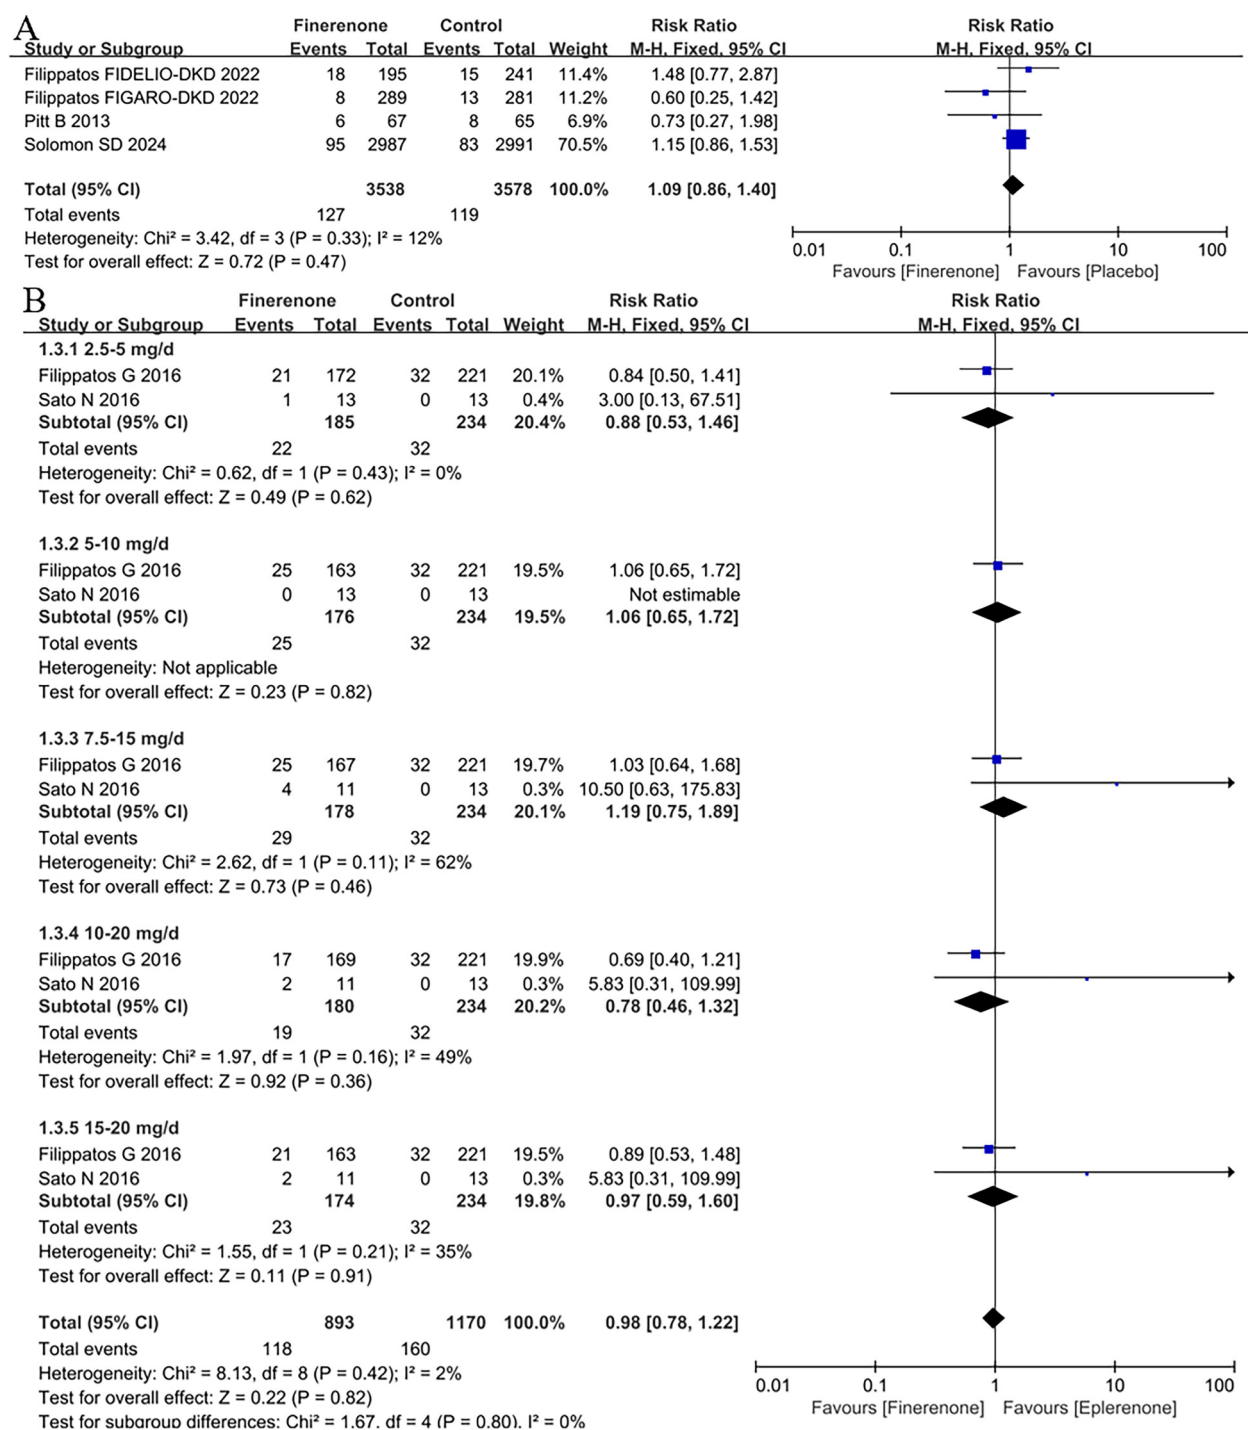 A
Finerenone Control Risk Ratio Risk Ratio
Study or Subgroup Events Total Events Total Weight M-H, Fixed, 95% CI M-H, Fixed, 95% CI
Filippatos FIDELIO-DKD 2022 18 195 15 241 11.4% 1.48 [0.77, 2.87]
Filippatos FIGARO-DKD 2022 8 289 13 281 11.2% 0.60 [0.25, 1.42]
Pitt B 2013 6 67 8 65 6.9% 0.73 [0.27, 1.98]
Solomon SD 2024 95 2987 83 2991 70.5% 1.15 [0.86, 1.53]
Total (95% CI) 3538 3578 100.0% 1.09 [0.86, 1.40]
Total events 127 119
Heterogeneity: Chi² = 3.42, df = 3 (P = 0.33); I² = 12%
Test for overall effect: Z = 0.72 (P = 0.47)
0.01 0.1 1 10 100
Favours [Finerenone] Favours [Placebo]
B
Finerenone Control Risk Ratio Risk Ratio
Study or Subgroup Events Total Events Total Weight M-H, Fixed, 95% CI M-H, Fixed, 95% CI
1.3.1 2.5-5 mg/d
Filippatos G 2016 21 172 32 221 20.1% 0.84 [0.50, 1.41]
Sato N 2016 1 13 0 13 0.4% 3.00 [0.13, 67.51]
Subtotal (95% CI) 185 234 20.4% 0.88 [0.53, 1.46]
Total events 22 32
Heterogeneity: Chi² = 0.62, df = 1 (P = 0.43); I² = 0%
Test for overall effect: Z = 0.49 (P = 0.62)
1.3.2 5-10 mg/d
Filippatos G 2016 25 163 32 221 19.5% 1.06 [0.65, 1.72]
Sato N 2016 0 13 0 13 Not estimable
Subtotal (95% CI) 176 234 19.5% 1.06 [0.65, 1.72]
Total events 25 32
Heterogeneity: Not applicable
Test for overall effect: Z = 0.23 (P = 0.82)
1.3.3 7.5-15 mg/d
Filippatos G 2016 25 167 32 221 19.7% 1.03 [0.64, 1.68]
Sato N 2016 4 11 0 13 0.3% 10.50 [0.63, 175.83]
Subtotal (95% CI) 178 234 20.1% 1.19 [0.75, 1.89]
Total events 29 32
Heterogeneity: Chi² = 2.62, df = 1 (P = 0.11); I² = 62%
Test for overall effect: Z = 0.73 (P = 0.46)
1.3.4 10-20 mg/d
Filippatos G 2016 17 169 32 221 19.9% 0.69 [0.40, 1.21]
Sato N 2016 2 11 0 13 0.3% 5.83 [0.31, 109.99]
Subtotal (95% CI) 180 234 20.2% 0.78 [0.46, 1.32]
Total events 19 32
Heterogeneity: Chi² = 1.97, df = 1 (P = 0.16); I² = 49%
Test for overall effect: Z = 0.92 (P = 0.36)
1.3.5 15-20 mg/d
Filippatos G 2016 21 163 32 221 19.5% 0.89 [0.53, 1.48]
Sato N 2016 2 11 0 13 0.3% 5.83 [0.31, 109.99]
Subtotal (95% CI) 174 234 19.8% 0.97 [0.59, 1.60]
Total events 23 32
Heterogeneity: Chi² = 1.55, df = 1 (P = 0.21); I² = 35%
Test for overall effect: Z = 0.11 (P = 0.91)
Total (95% CI) 893 1170 100.0% 0.98 [0.78, 1.22]
Total events 118 160
Heterogeneity: Chi² = 8.13, df = 8 (P = 0.42); I² = 2%
Test for overall effect: Z = 0.22 (P = 0.82)
Test for subgroup differences: Chi² = 1.67, df = 4 (P = 0.80), I² = 0%
0.01 0.1 1 10 100
Favours [Finerenone] Favours [Eplerenone]